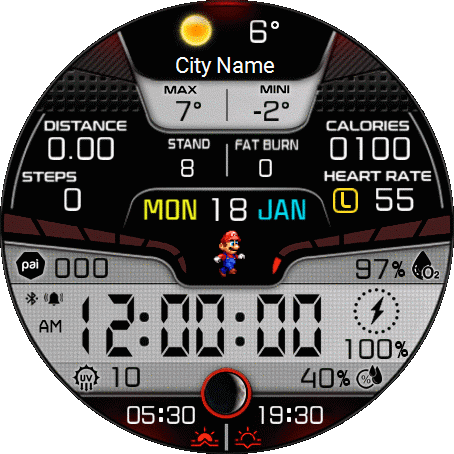 6°
City Name
MAX MINI
7° -2°
DISTANCE CALORIES
0.00 0100
STAND FAT BURN
8 0
STEPS HEART RATE
0 L 55
MON 18 JAN
pai 000 97% O2
AM 12:00:00
100%
UV 10 40% %
05:30 19:30